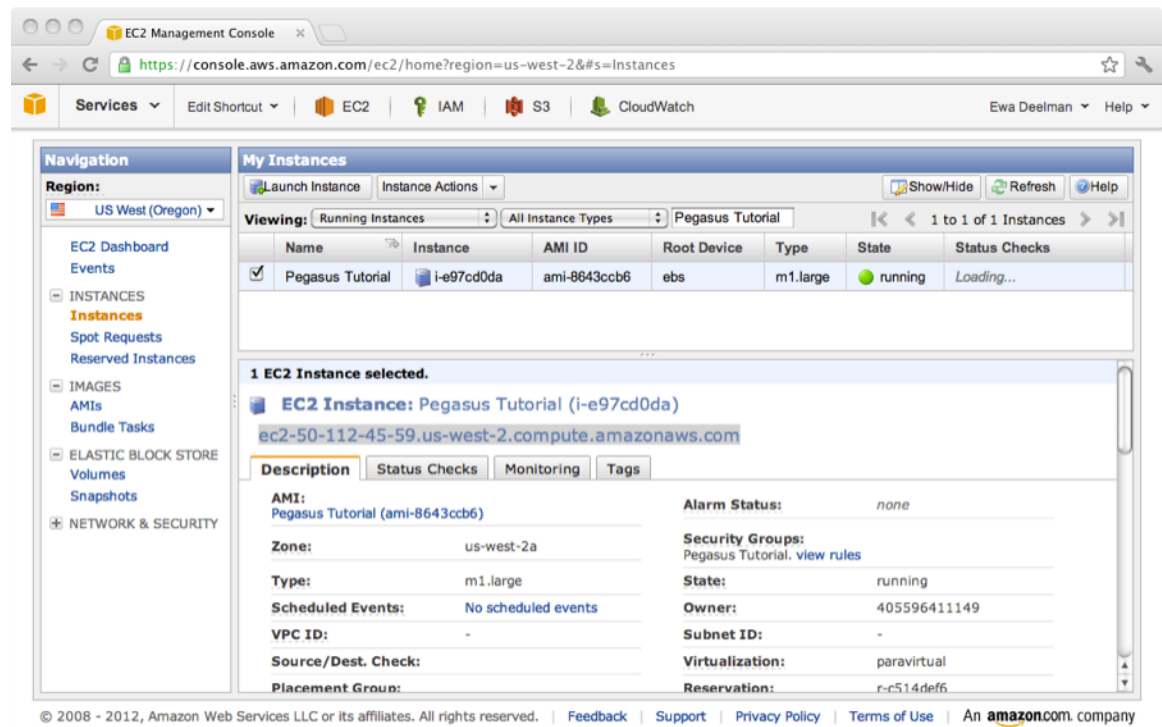 EC2 Management Console
https://console.aws.amazon.com/ec2/home?region=us-west-2&#s=Instances
Services Edit Shortcut EC2 IAM S3 CloudWatch Ewa Deelman Help
Navigation
Region:
US West (Oregon)
EC2 Dashboard
Events
INSTANCES
Instances
Spot Requests
Reserved Instances
IMAGES
AMIs
Bundle Tasks
ELASTIC BLOCK STORE
Volumes
Snapshots
NETWORK & SECURITY
My Instances
Launch Instance Instance Actions Show/Hide Refresh Help
Viewing: Running Instances All Instance Types Pegasus Tutorial 1 to 1 of 1 Instances
Name Instance AMI ID Root Device Type State Status Checks
Pegasus Tutorial i-e97cd0da ami-8643ccb6 ebs m1.large running Loading...
1 EC2 Instance selected.
EC2 Instance: Pegasus Tutorial (i-e97cd0da)
ec2-50-112-45-59.us-west-2.compute.amazonaws.com
Description Status Checks Monitoring Tags
AMI:
Pegasus Tutorial (ami-8643ccb6)
Alarm Status: none
Zone: us-west-2a
Security Groups:
Pegasus Tutorial. view rules
Type: m1.large
State: running
Scheduled Events: No scheduled events
Owner: 405596411149
VPC ID: -
Subnet ID: -
Source/Dest. Check:
Virtualization: paravirtual
Placement Group:
Reservation: r-c514def6
© 2008 - 2012, Amazon Web Services LLC or its affiliates. All rights reserved. | Feedback | Support | Privacy Policy | Terms of Use | An amazon.com. company